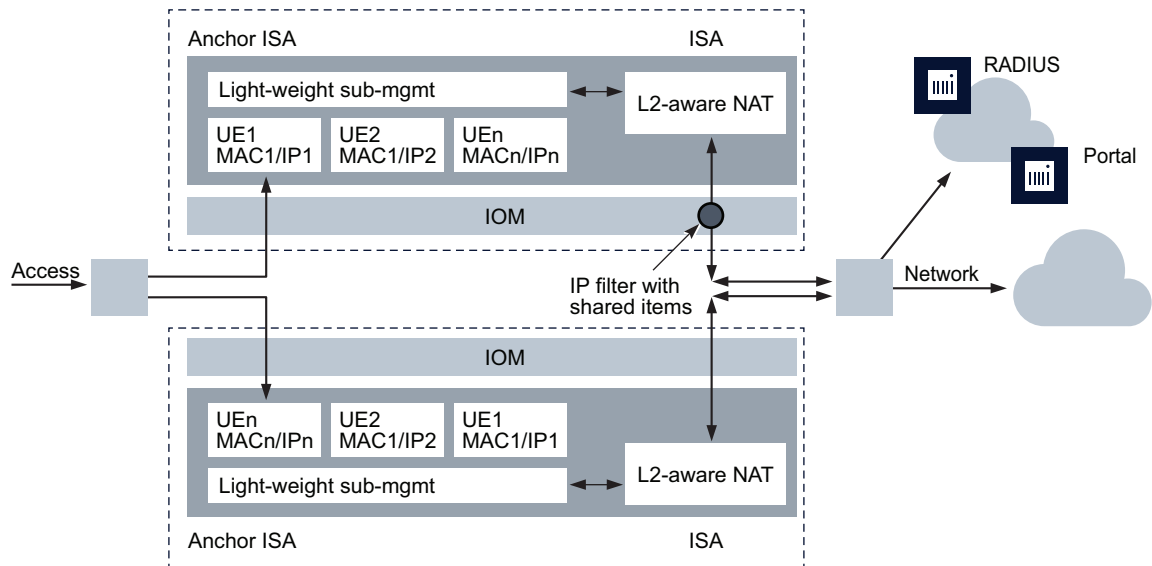 Anchor ISA
ISA
Light-weight sub-mgmt
L2-aware NAT
UE1
MAC1/IP1
UE2
MAC1/IP2
UEn
MACn/IPn
IOM
RADIUS
Portal
Access
IP filter with
shared items
Network
IOM
UEn
MACn/IPn
UE2
MAC1/IP2
UE1
MAC1/IP1
Light-weight sub-mgmt
L2-aware NAT
Anchor ISA
ISA